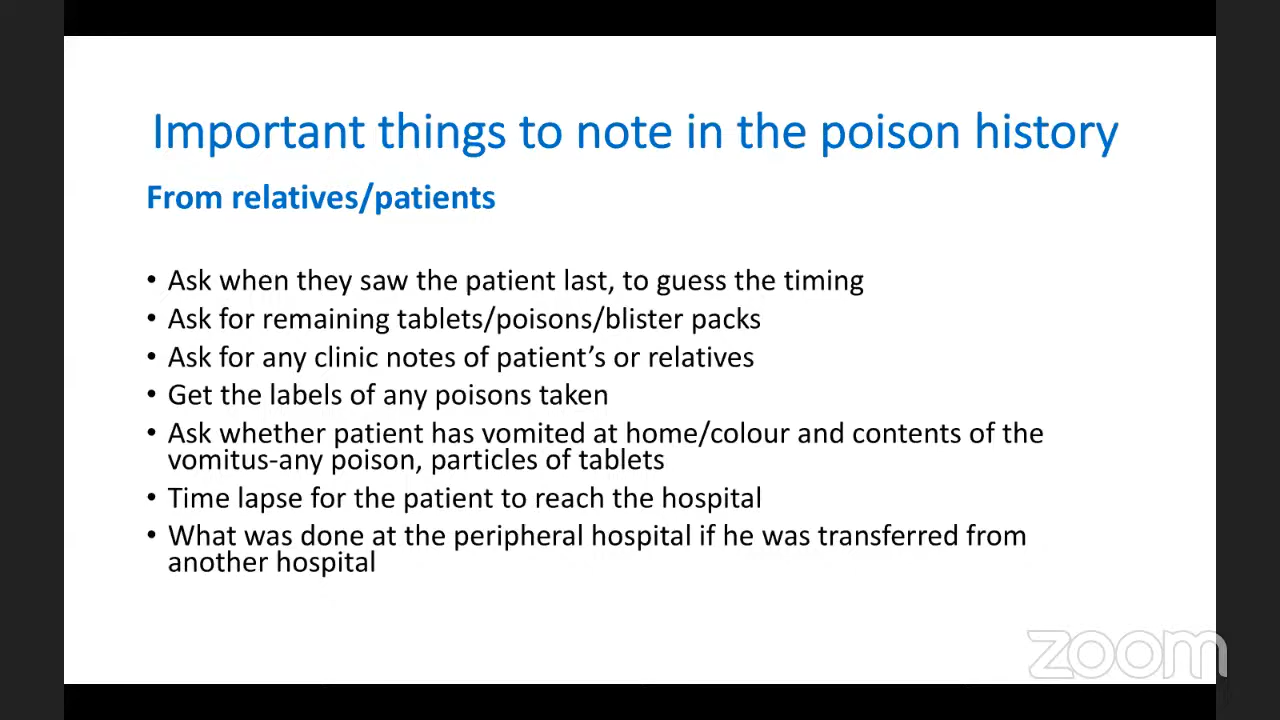 Important things to note in the poison history
From relatives/patients
• Ask when they saw the patient last, to guess the timing
• Ask for remaining tablets/poisons/blister packs
• Ask for any clinic notes of patient’s or relatives
• Get the labels of any poisons taken
• Ask whether patient has vomited at home/colour and contents of the
vomitus-any poison, particles of tablets
• Time lapse for the patient to reach the hospital
• What was done at the peripheral hospital if he was transferred from
another hospital
zoom